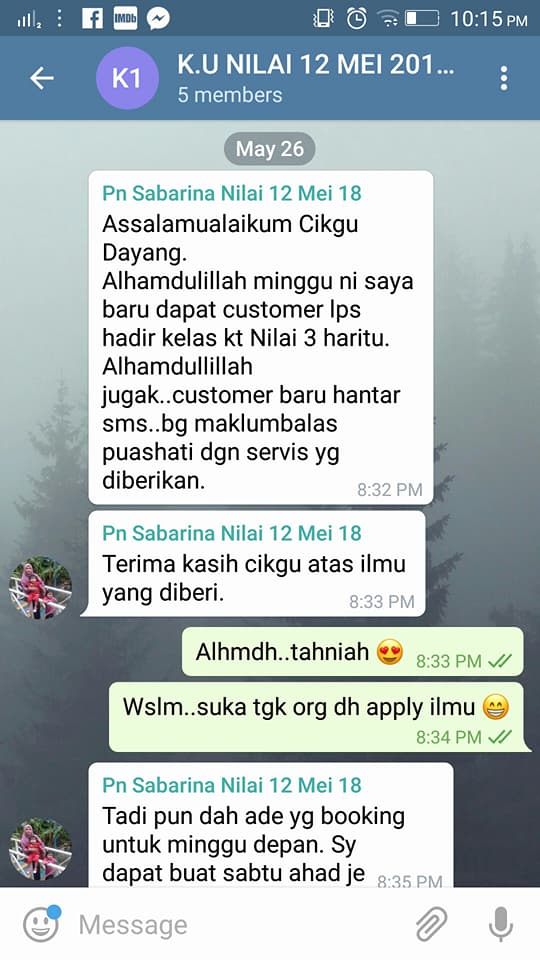 IMDb
10:15 PM
K1
K.U NILAI 12 MEI 201...
5 members
May 26
Pn Sabarina Nilai 12 Mei 18
Assalamualaikum Cikgu
Dayang.
Alhamdulillah minggu ni saya
baru dapat customer lps
hadir kelas kt Nilai 3 haritu.
Alhamdullillah
jugak..customer baru hantar
sms..bg maklumbalas
puashati dgn servis yg
diberikan.
8:32 PM
Pn Sabarina Nilai 12 Mei 18
Terima kasih cikgu atas ilmu
yang diberi.
8:33 PM
Alhmdh..tahniah 😍 8:33 PM
Wslm..suka tgk org dh apply ilmu 😁
8:34 PM
Pn Sabarina Nilai 12 Mei 18
Tadi pun dah ade yg booking
untuk minggu depan. Sy
dapat buat sabtu ahad je 8:35 PM
Message